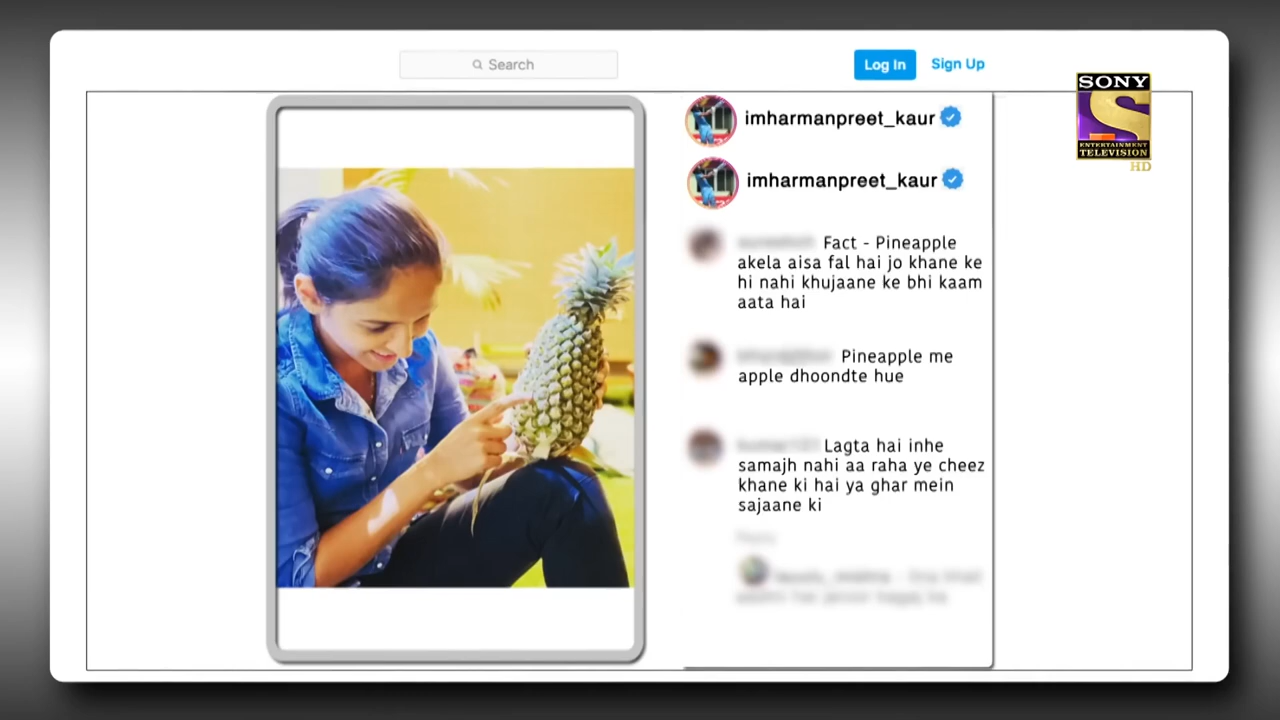 Search
Log In
Sign Up
SONY
ENTERTAINMENT
TELEVISION
HD
imharmanpreet_kaur
imharmanpreet_kaur
Fact - Pineapple
akela aisa fal hai jo khane ke
hi nahi khujaane ke bhi kaam
aata hai
Pineapple me
apple dhoondte hue
Lagta hai inhe
samajh nahi aa raha ye cheez
khane ki hai ya ghar mein
sajaane ki